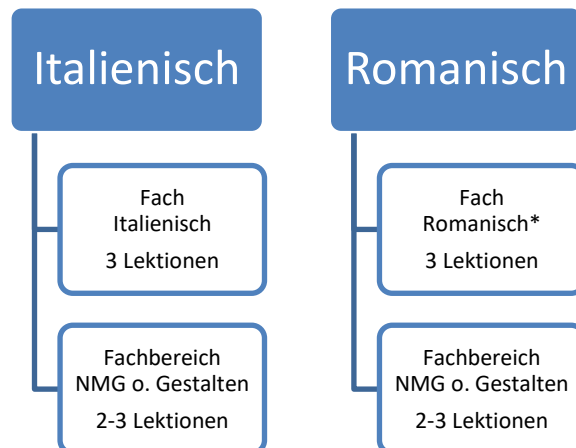 Italienisch
Fach
Italienisch
3 Lektionen
Fachbereich
NMG o. Gestalten
2-3 Lektionen
Romanisch
Fach
Romanisch*
3 Lektionen
Fachbereich
NMG o. Gestalten
2-3 Lektionen